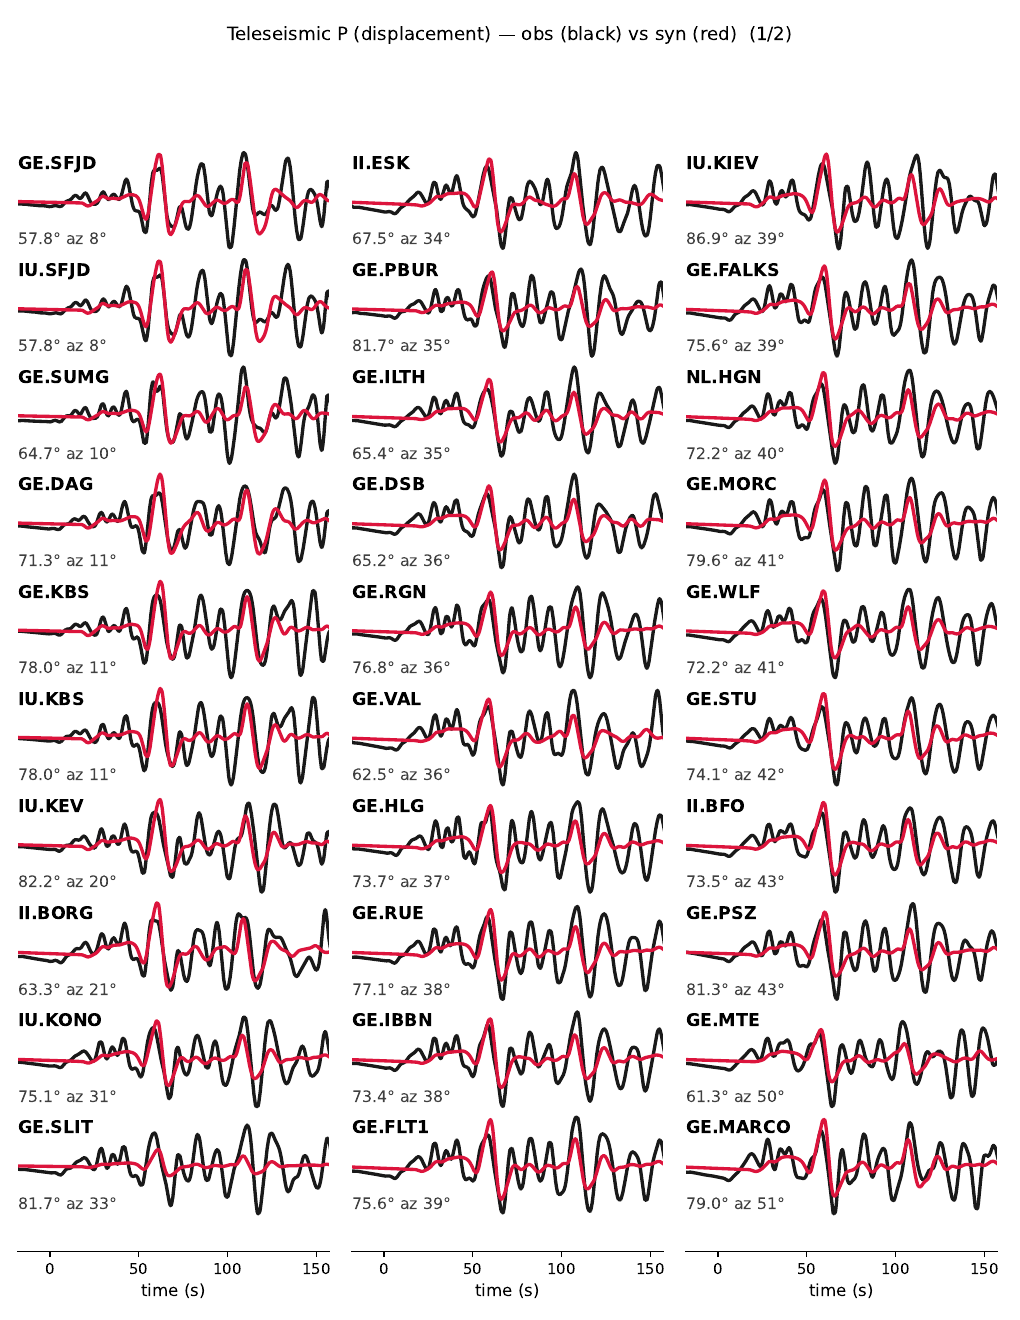 Teleseismic P (displacement) — obs (black) vs syn (red)  (1/2)
GE.SFJD
57.8° az 8°
IU.SFJD
57.8° az 8°
GE.SUMG
64.7° az 10°
GE.DAG
71.3° az 11°
GE.KBS
78.0° az 11°
IU.KBS
78.0° az 11°
IU.KEV
82.2° az 20°
II.BORG
63.3° az 21°
IU.KONO
75.1° az 31°
GE.SLIT
81.7° az 33°
0 50 100 150
time (s)
II.ESK
67.5° az 34°
GE.PBUR
81.7° az 35°
GE.ILTH
65.4° az 35°
GE.DSB
65.2° az 36°
GE.RGN
76.8° az 36°
GE.VAL
62.5° az 36°
GE.HLG
73.7° az 37°
GE.RUE
77.1° az 38°
GE.IBBN
73.4° az 38°
GE.FLT1
75.6° az 39°
0 50 100 150
time (s)
IU.KIEV
86.9° az 39°
GE.FALKS
75.6° az 39°
NL.HGN
72.2° az 40°
GE.MORC
79.6° az 41°
GE.WLF
72.2° az 41°
GE.STU
74.1° az 42°
II.BFO
73.5° az 43°
GE.PSZ
81.3° az 43°
GE.MTE
61.3° az 50°
GE.MARCO
79.0° az 51°
0 50 100 150
time (s)